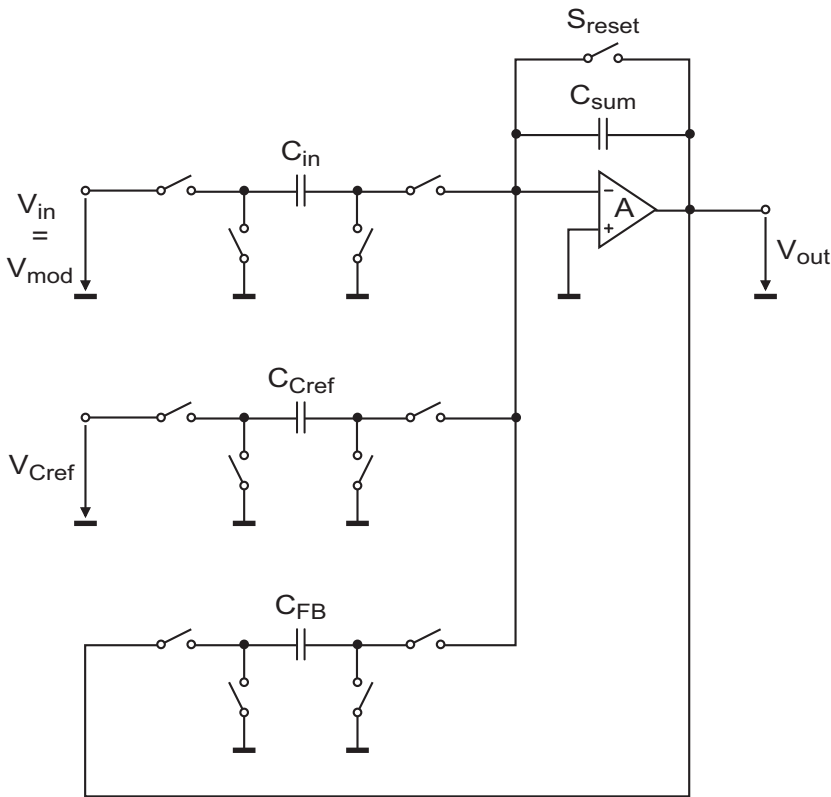 S_reset
C_sum
C_in
V_in
=
V_mod
−
A
+
V_out
C_Cref
V_Cref
C_FB